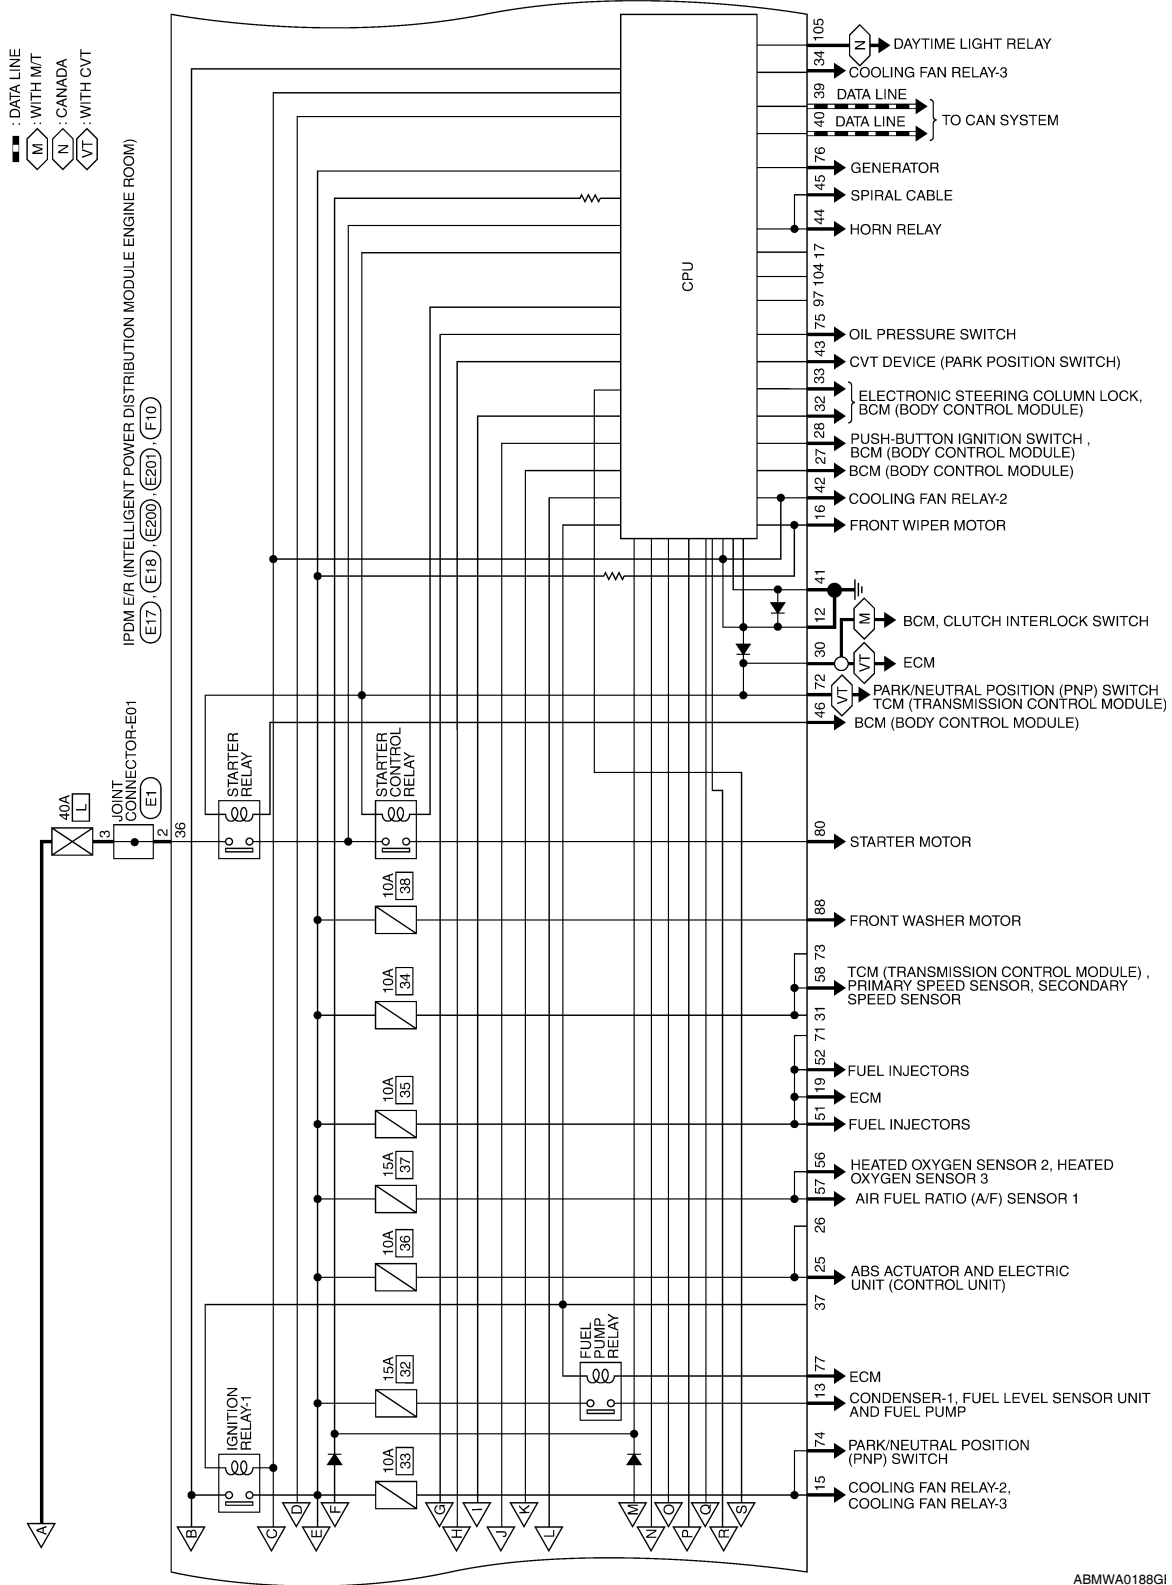 : DATA LINE
M : WITH M/T
N : CANADA
VT : WITH CVT
IPDM E/R (INTELLIGENT POWER DISTRIBUTION MODULE ENGINE ROOM)
E17 , E18 , E200 , E201 , F10
CPU
105
N
DAYTIME LIGHT RELAY
34
COOLING FAN RELAY-3
39
DATA LINE
40
DATA LINE
TO CAN SYSTEM
76
GENERATOR
45
SPIRAL CABLE
44
HORN RELAY
17
104
97
75
OIL PRESSURE SWITCH
43
CVT DEVICE (PARK POSITION SWITCH)
33
32
ELECTRONIC STEERING COLUMN LOCK,
BCM (BODY CONTROL MODULE)
28
PUSH-BUTTON IGNITION SWITCH ,
BCM (BODY CONTROL MODULE)
27
BCM (BODY CONTROL MODULE)
42
COOLING FAN RELAY-2
16
FRONT WIPER MOTOR
41
12
M
BCM, CLUTCH INTERLOCK SWITCH
30
VT
ECM
72
VT
PARK/NEUTRAL POSITION (PNP) SWITCH
TCM (TRANSMISSION CONTROL MODULE)
46
BCM (BODY CONTROL MODULE)
40A
L
3
JOINT
CONNECTOR-E01
E1
2
36
STARTER
RELAY
STARTER
CONTROL
RELAY
80
STARTER MOTOR
10A
38
88
FRONT WASHER MOTOR
10A
34
73
58
31
TCM (TRANSMISSION CONTROL MODULE) ,
PRIMARY SPEED SENSOR, SECONDARY
SPEED SENSOR
10A
35
71
52
FUEL INJECTORS
19
ECM
51
FUEL INJECTORS
15A
37
56
HEATED OXYGEN SENSOR 2, HEATED
OXYGEN SENSOR 3
57
AIR FUEL RATIO (A/F) SENSOR 1
10A
36
26
25
ABS ACTUATOR AND ELECTRIC
UNIT (CONTROL UNIT)
37
FUEL
PUMP
RELAY
15A
32
77
ECM
13
CONDENSER-1, FUEL LEVEL SENSOR UNIT
AND FUEL PUMP
IGNITION
RELAY-1
10A
33
74
PARK/NEUTRAL POSITION
(PNP) SWITCH
15
COOLING FAN RELAY-2,
COOLING FAN RELAY-3
A
B
C
D
E
F
G
H
I
J
K
L
M
N
O
P
Q
R
S
ABMWA0188GI